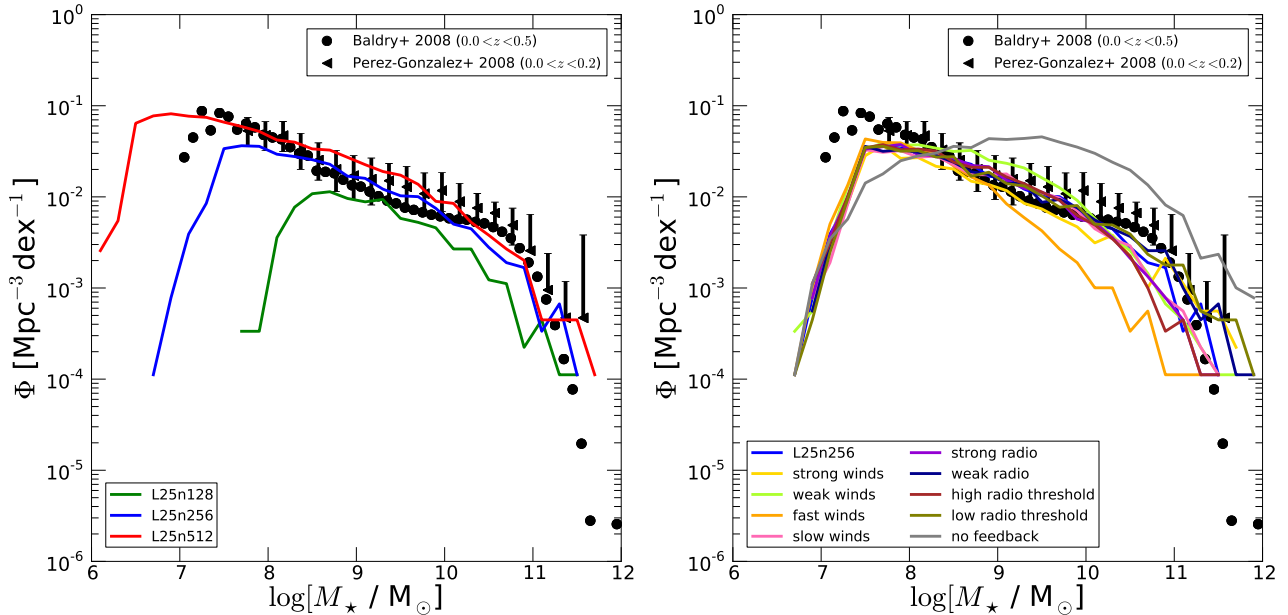 Baldry+ 2008 (0.0 < z < 0.5)
Perez-Gonzalez+ 2008 (0.0 < z < 0.2)
10⁰
10⁻¹
10⁻²
10⁻³
10⁻⁴
10⁻⁵
10⁻⁶
Φ [Mpc⁻³ dex⁻¹]
L25n128
L25n256
L25n512
6 7 8 9 10 11 12
log[M⋆ / M⊙]
Baldry+ 2008 (0.0 < z < 0.5)
Perez-Gonzalez+ 2008 (0.0 < z < 0.2)
10⁰
10⁻¹
10⁻²
10⁻³
10⁻⁴
10⁻⁵
10⁻⁶
Φ [Mpc⁻³ dex⁻¹]
L25n256
strong winds
weak winds
fast winds
slow winds
strong radio
weak radio
high radio threshold
low radio threshold
no feedback
6 7 8 9 10 11 12
log[M⋆ / M⊙]